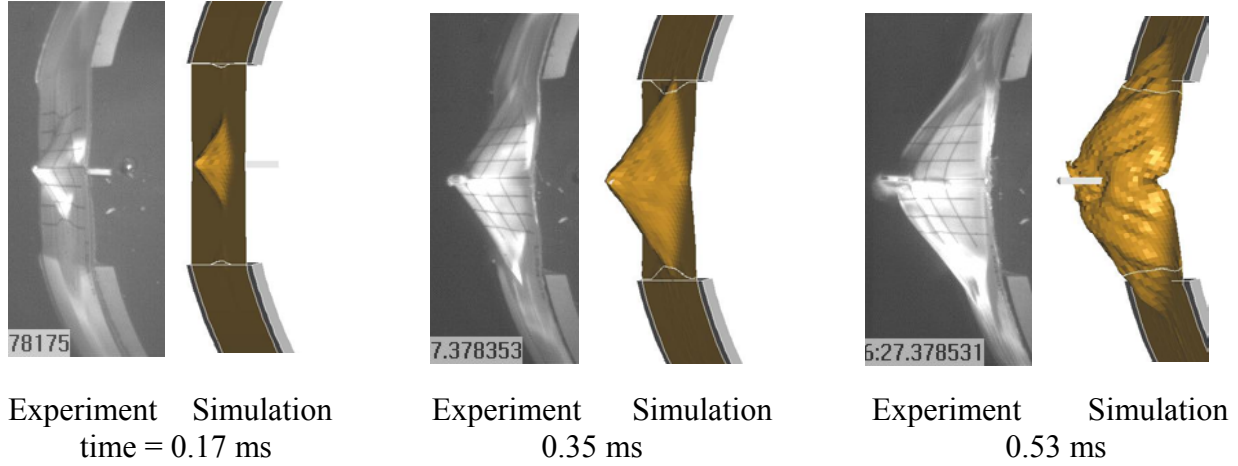 78175
7.378353
6:27.378531
Experiment Simulation
time = 0.17 ms
Experiment Simulation
0.35 ms
Experiment Simulation
0.53 ms